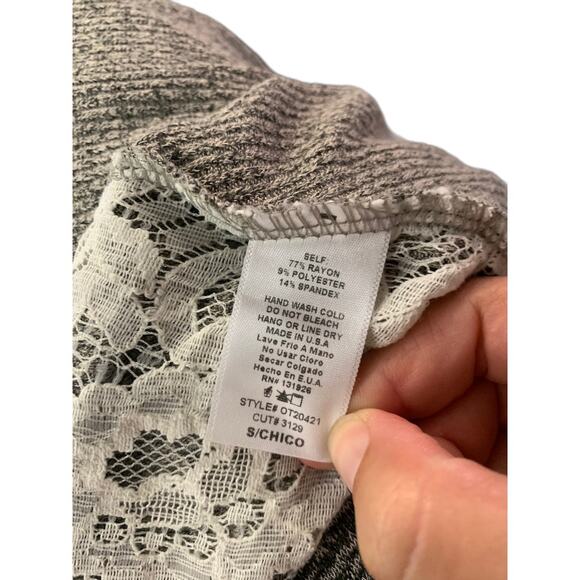 SELF
77% RAYON
9% POLYESTER
14% SPANDEX
HAND WASH COLD
DO NOT BLEACH
HANG OR LINE DRY
MADE IN U.S.A
Lave Frio A Mano
No Usar Cloro
Secar Colgado
Hecho En E.U.A.
RN# 131926
STYLE# OT20421
CUT# 3129
S/CHICO